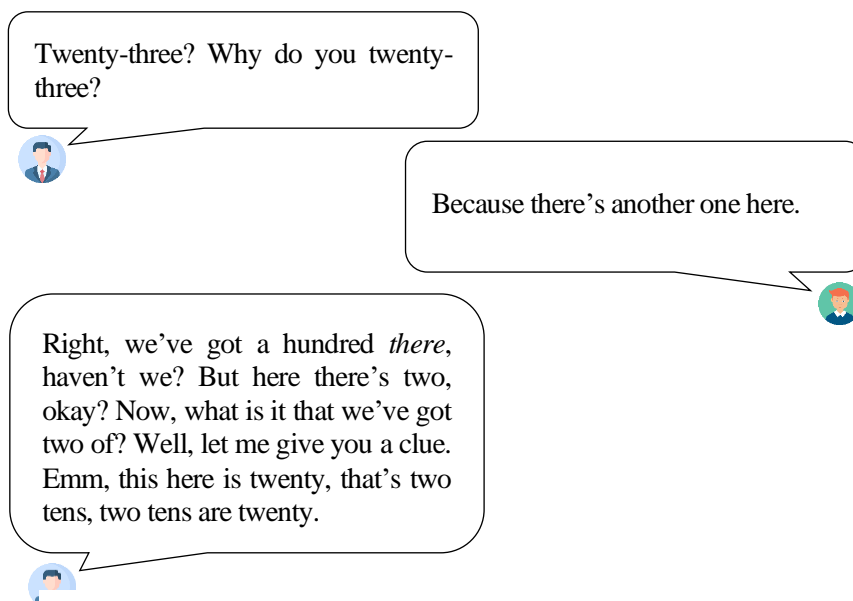 Twenty-three? Why do you twenty-
three?
Because there’s another one here.
Right, we’ve got a hundred there,
haven’t we? But here there’s two,
okay? Now, what is it that we’ve got
two of? Well, let me give you a clue.
Emm, this here is twenty, that’s two
tens, two tens are twenty.